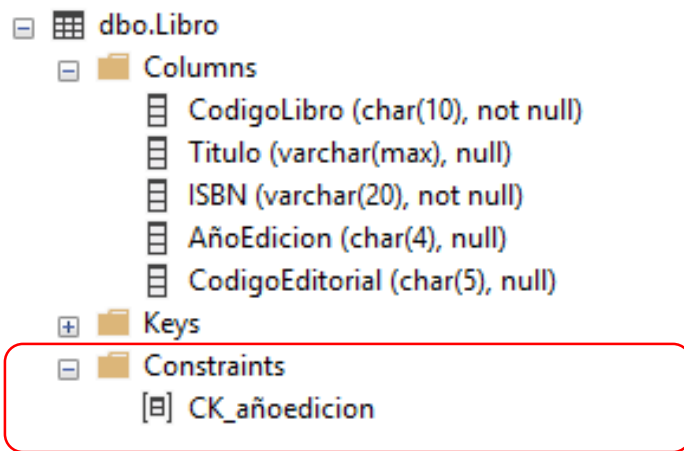 dbo.Libro
Columns
CodigoLibro (char(10), not null)
Titulo (varchar(max), null)
ISBN (varchar(20), not null)
AñoEdicion (char(4), null)
CodigoEditorial (char(5), null)
Keys
Constraints
CK_añoedicion